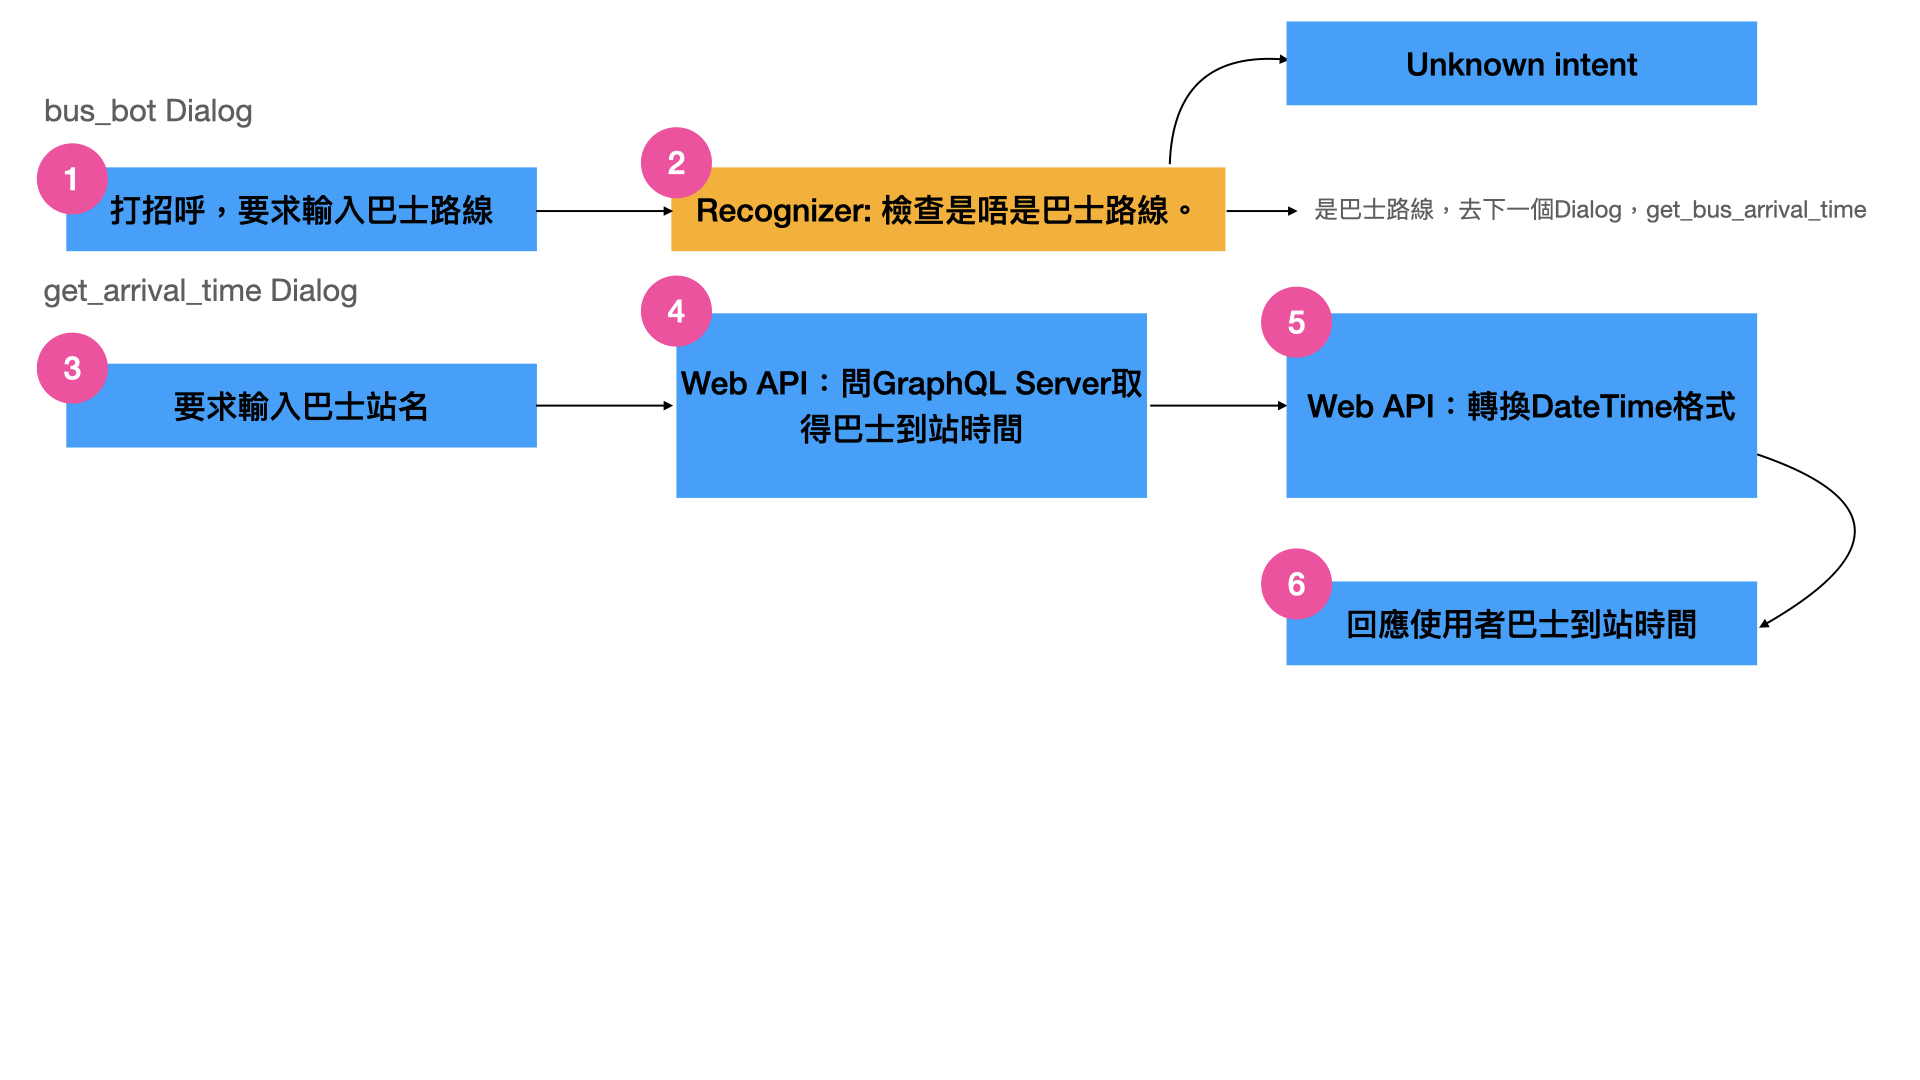 Unknown intent
bus_bot Dialog
1
打招呼，要求輸入巴士路線
2
Recognizer: 檢查是唔是巴士路線。
是巴士路線，去下一個Dialog，get_bus_arrival_time
get_arrival_time Dialog
3
要求輸入巴士站名
4
Web API：問GraphQL Server取
得巴士到站時間
5
Web API：轉換DateTime格式
6
回應使用者巴士到站時間